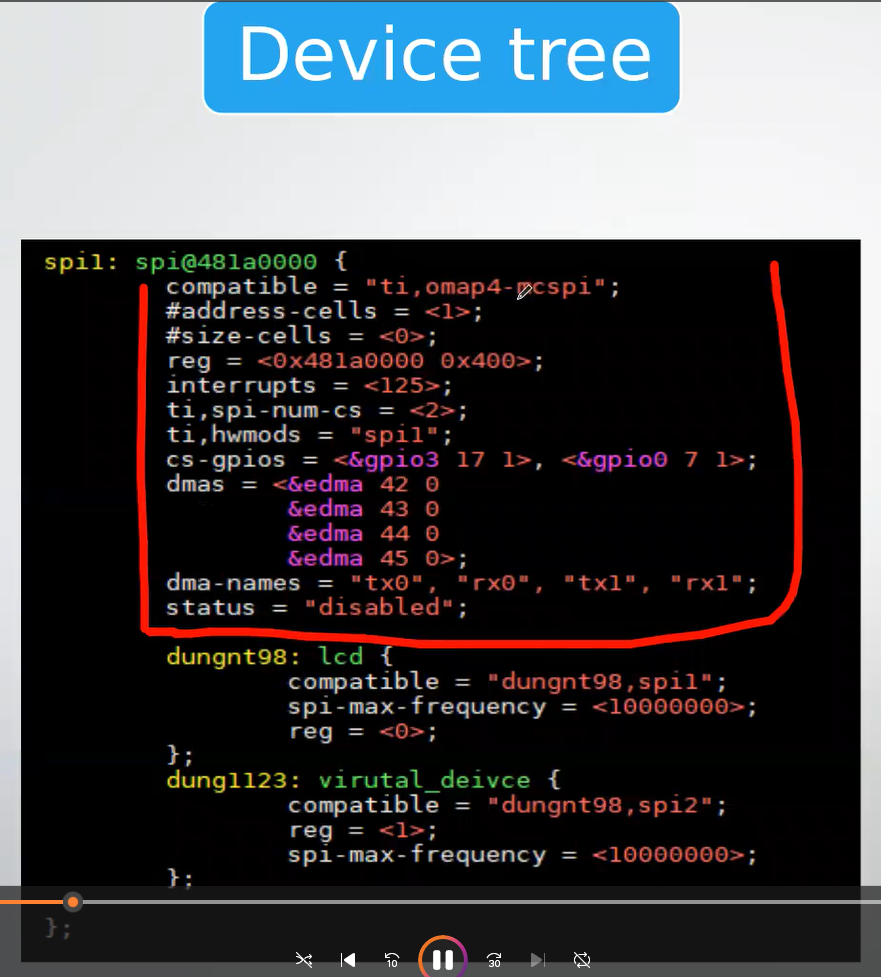 Device tree
spi1: spi@481a0000 {
compatible = "ti,omap4-mcspi";
#address-cells = <1>;
#size-cells = <0>;
reg = <0x481a0000 0x400>;
interrupts = <125>;
ti,spi-num-cs = <2>;
ti,hwmods = "spi1";
cs-gpios = <&gpio3 17 1>, <&gpio0 7 1>;
dmas = <&edma 42 0
&edma 43 0
&edma 44 0
&edma 45 0>;
dma-names = "tx0", "rx0", "tx1", "rx1";
status = "disabled";
dungnt98: lcd {
compatible = "dungnt98,spi1";
spi-max-frequency = <10000000>;
reg = <0>;
};
dung1123: virutal_deivce {
compatible = "dungnt98,spi2";
reg = <1>;
spi-max-frequency = <10000000>;
};
};
10
30